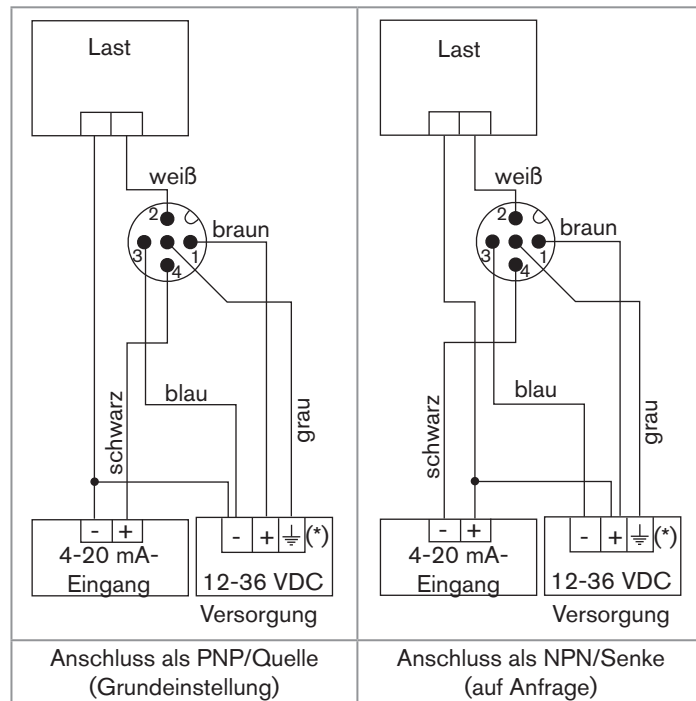 Last
weiß
2
braun
3
1
4
schwarz
blau
grau
- +
- + (*)
4-20 mA-
Eingang
12-36 VDC
Versorgung
Anschluss als PNP/Quelle
(Grundeinstellung)
Last
weiß
2
braun
3
1
4
schwarz
blau
grau
- +
- + (*)
4-20 mA-
Eingang
12-36 VDC
Versorgung
Anschluss als NPN/Senke
(auf Anfrage)